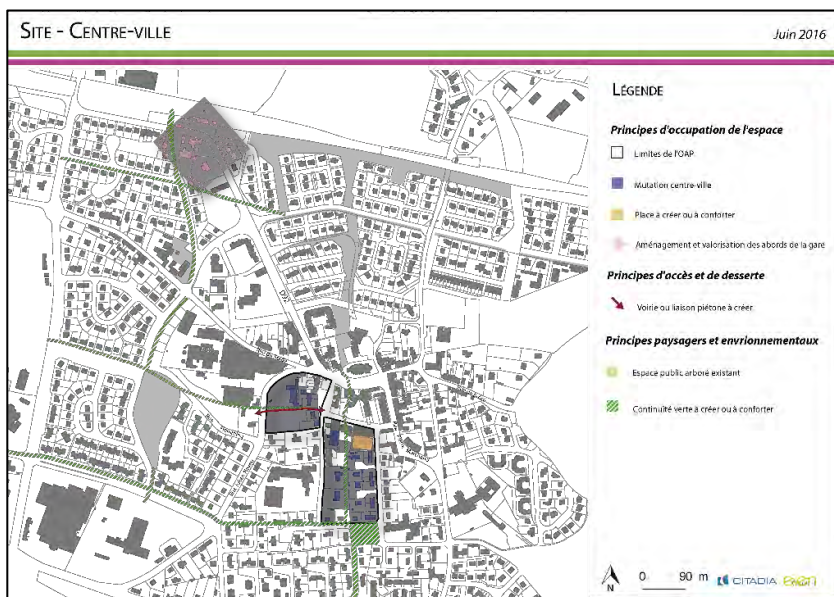 SITE - CENTRE-VILLE
Juin 2016
LÉGENDE
Principes d'occupation de l'espace
Limites de l'OAP
Mutation centre-ville
Place à créer ou à conforter
Aménagement et valorisation des abords de la gare
Principes d'accès et de desserte
Voirie ou liaison piétone à créer
Principes paysagers et envrionnementaux
Espace public arboré existant
Continuité verte à créer ou à conforter
N
0 90 m
CITADIA